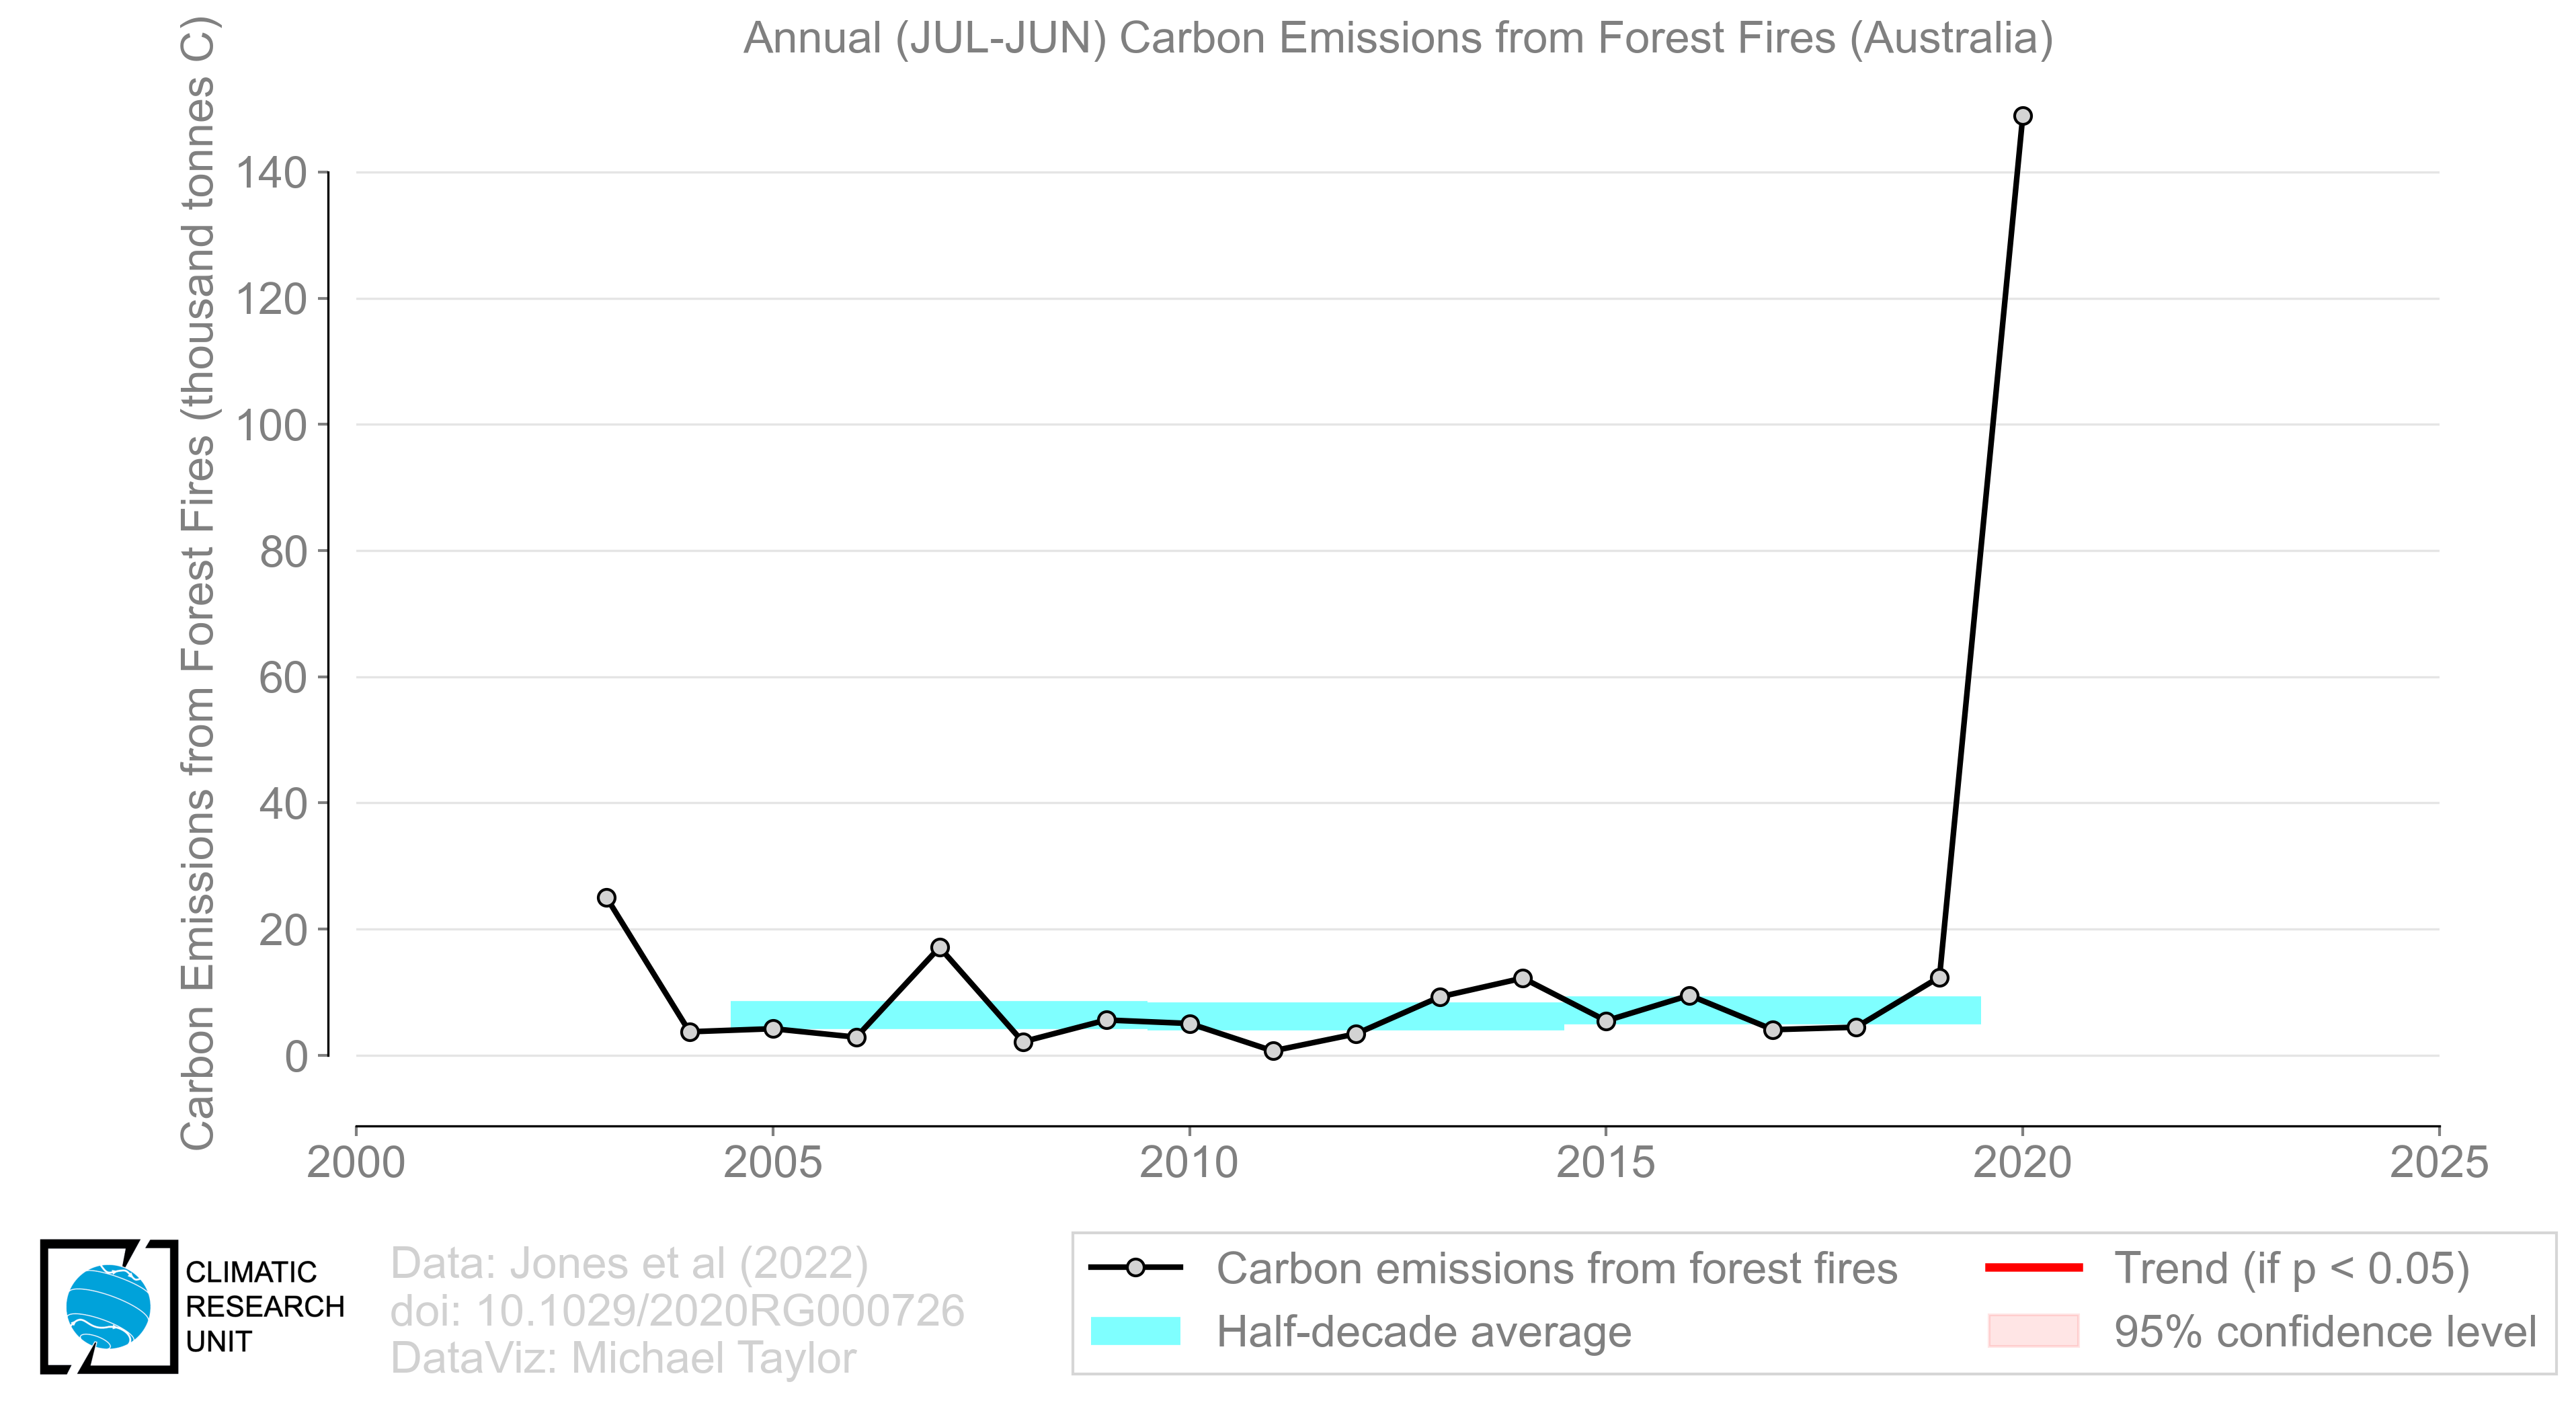 Annual (JUL-JUN) Carbon Emissions from Forest Fires (Australia)
Carbon Emissions from Forest Fires (thousand tonnes C)
140
120
100
80
60
40
20
0
2000 2005 2010 2015 2020 2025
CLIMATIC
RESEARCH
UNIT
Data: Jones et al (2022)
doi: 10.1029/2020RG000726
DataViz: Michael Taylor
Carbon emissions from forest fires
Half-decade average
Trend (if p < 0.05)
95% confidence level